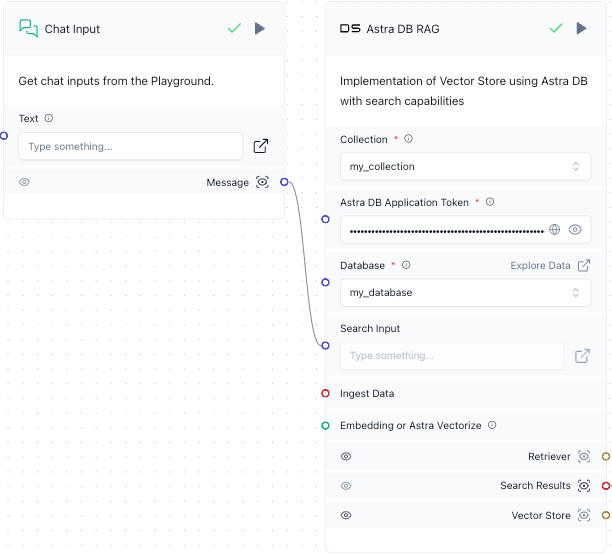 Chat Input
Get chat inputs from the Playground.
Text
Type something...
Message
DS Astra DB RAG
Implementation of Vector Store using Astra DB
with search capabilities
Collection *
my_collection
Astra DB Application Token *
Database *
Explore Data
my_database
Search Input
Type something...
Ingest Data
Embedding or Astra Vectorize
Retriever
Search Results
Vector Store